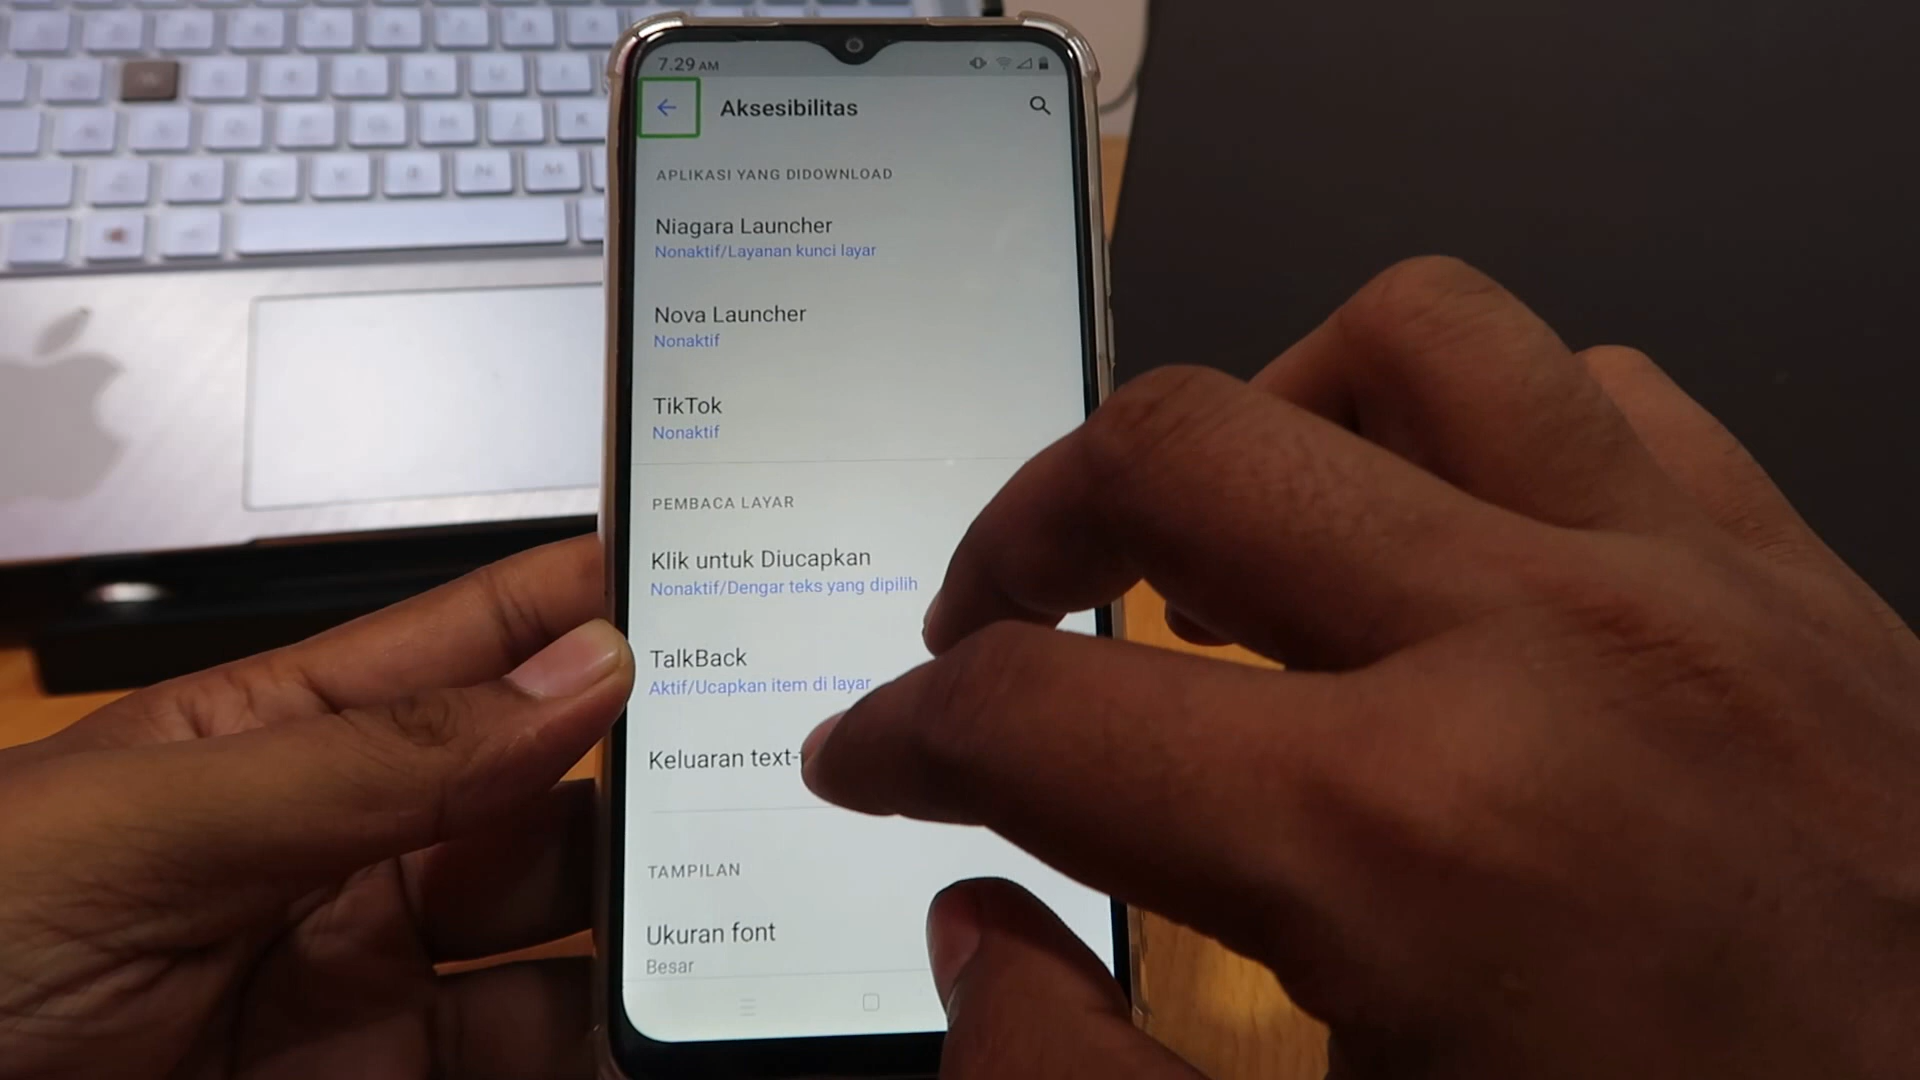 7.29 AM
Aksesibilitas
APLIKASI YANG DIDOWNLOAD
Niagara Launcher
Nonaktif/Layanan kunci layar
Nova Launcher
Nonaktif
TikTok
Nonaktif
PEMBACA LAYAR
Klik untuk Diucapkan
Nonaktif/Dengar teks yang dipilih
TalkBack
Aktif/Ucapkan item di layar
Keluaran text-
TAMPILAN
Ukuran font
Besar